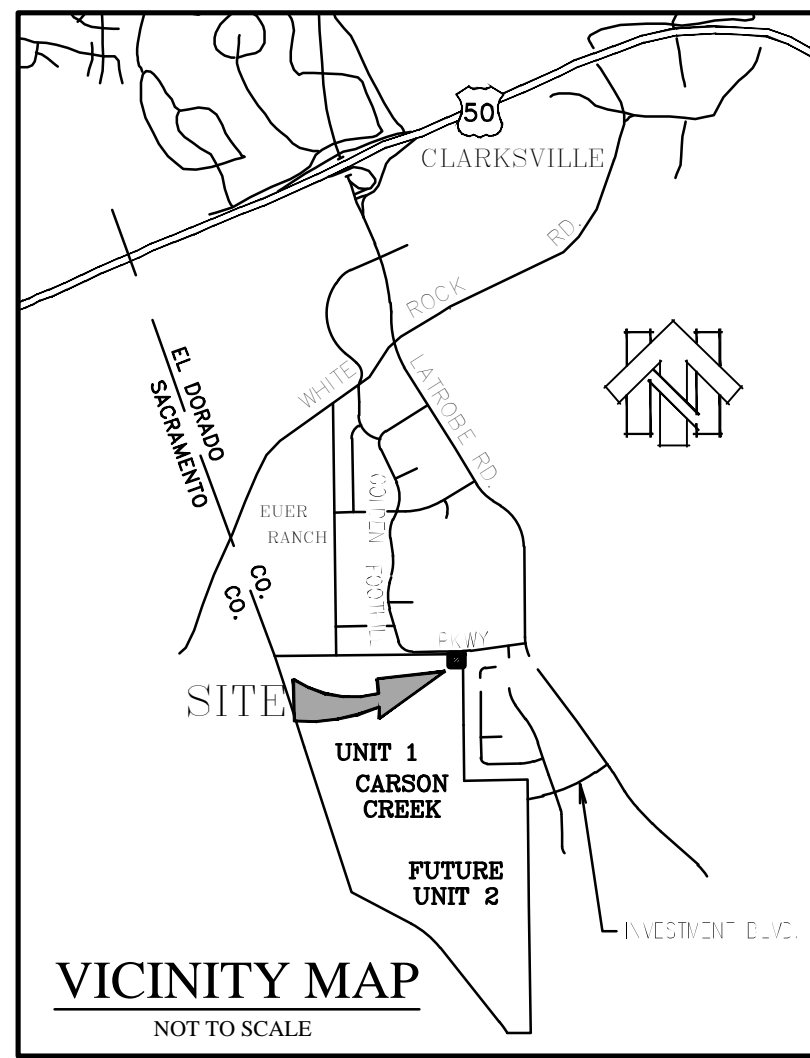 50
CLARKSVILLE
RD.
ROCK
WHITE
LATROBE RD.
EL DORADO
SACRAMENTO
EUER
RANCH
GOLDEN FOOTHILL
CO.
CO.
PKWY
SITE
UNIT 1
CARSON
CREEK
FUTURE
UNIT 2
INVESTMENT BLVD.
N
VICINITY MAP
NOT TO SCALE